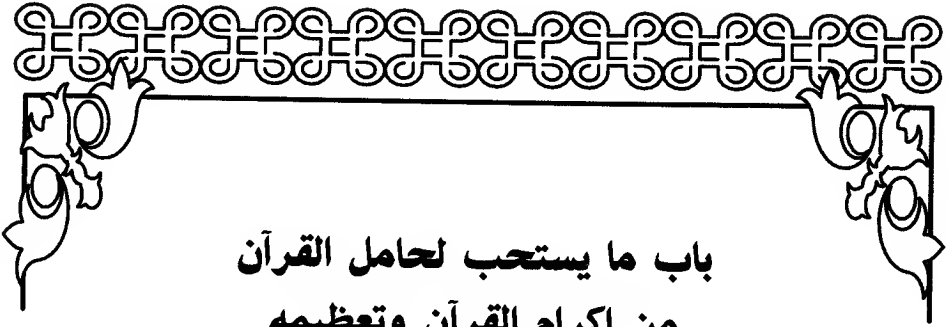 باب ما يستحب لحامل القرآن
من إكرام القرآن وتعظيمه